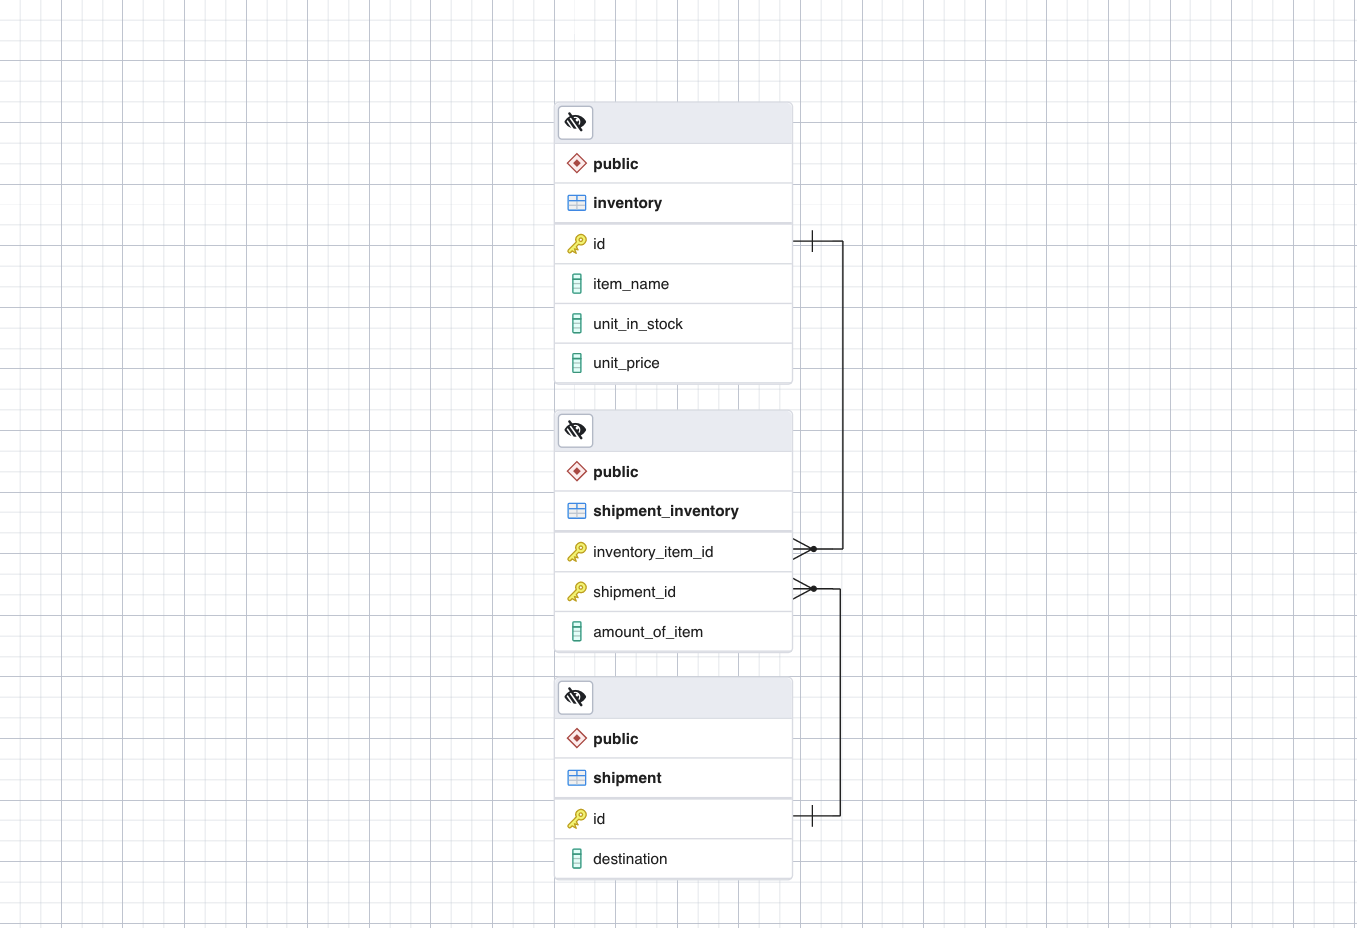 public
inventory
id
item_name
unit_in_stock
unit_price
public
shipment_inventory
inventory_item_id
shipment_id
amount_of_item
public
shipment
id
destination